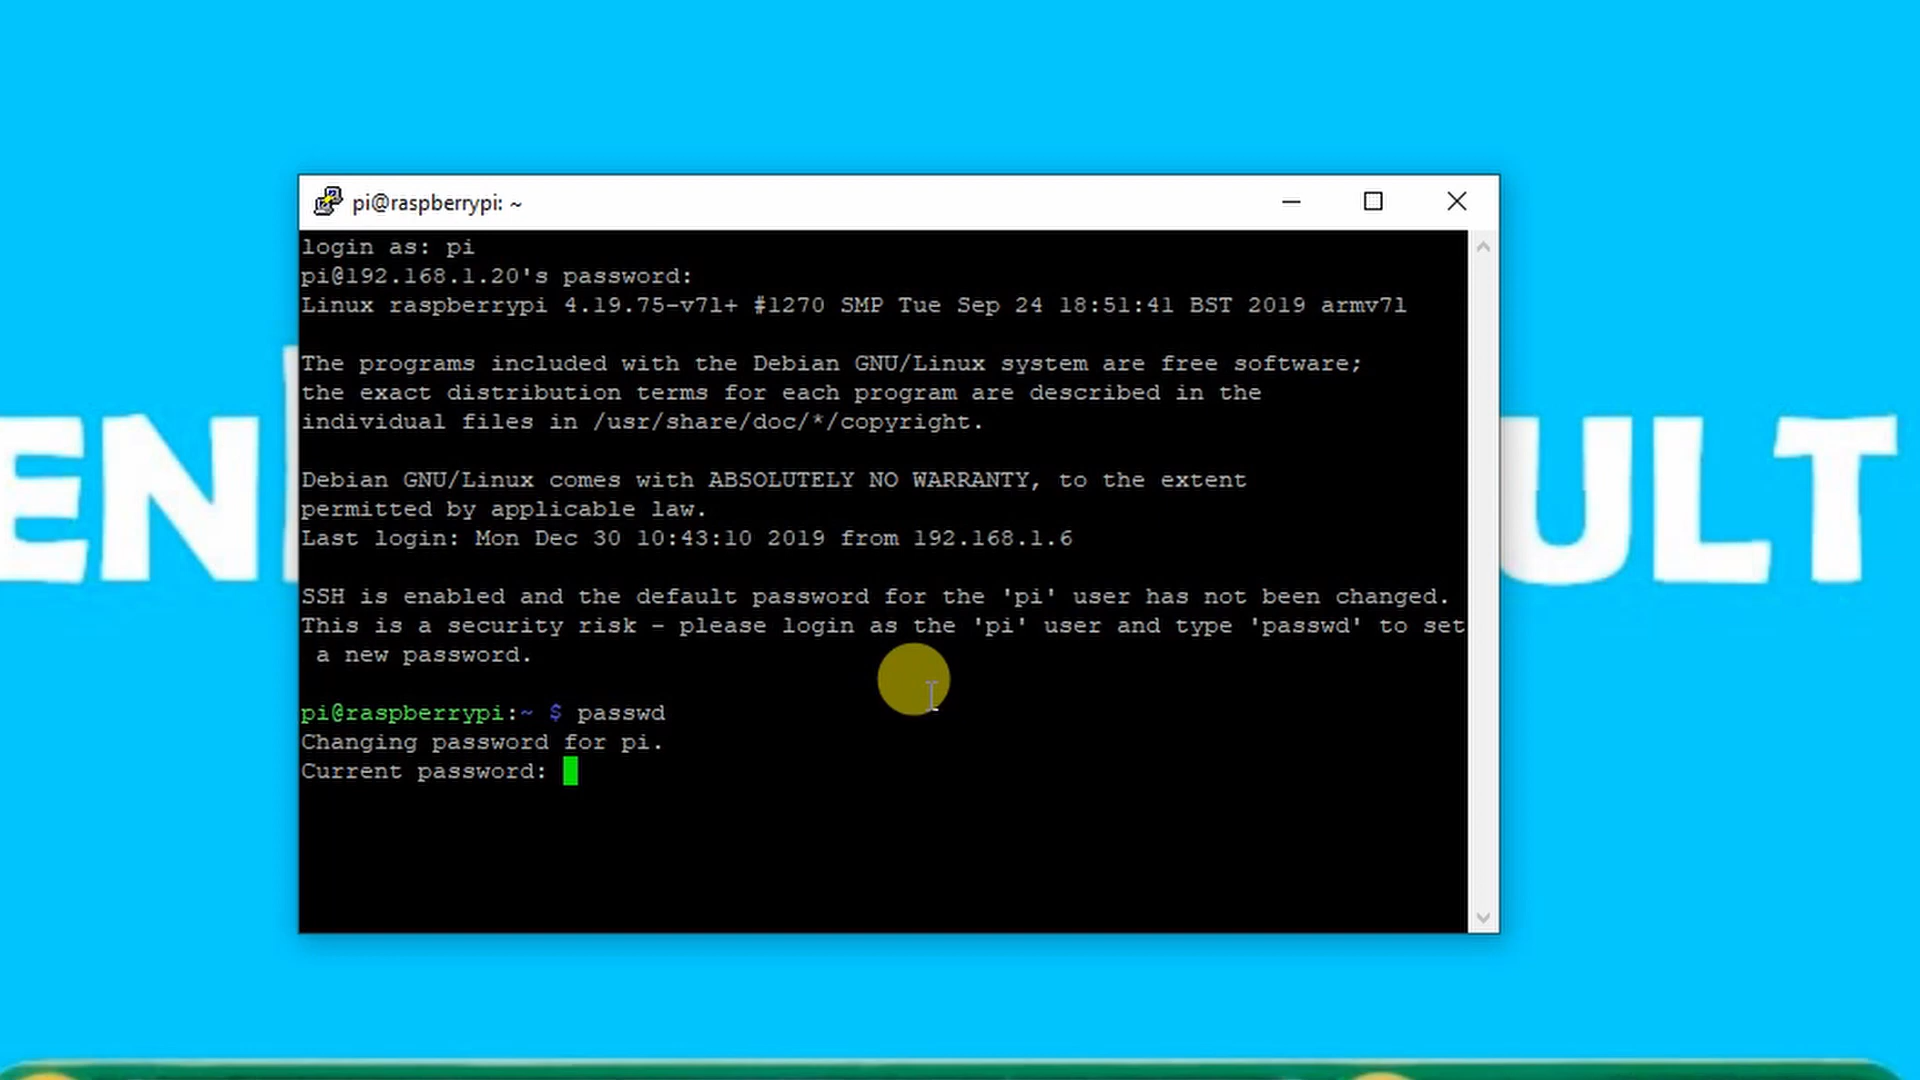 pi@raspberrypi: ~
login as: pi
pi@192.168.1.20's password:
Linux raspberrypi 4.19.75-v7l+ #1270 SMP Tue Sep 24 18:51:41 BST 2019 armv7l
The programs included with the Debian GNU/Linux system are free software;
the exact distribution terms for each program are described in the
individual files in /usr/share/doc/*/copyright.
Debian GNU/Linux comes with ABSOLUTELY NO WARRANTY, to the extent
permitted by applicable law.
Last login: Mon Dec 30 10:43:10 2019 from 192.168.1.6
SSH is enabled and the default password for the 'pi' user has not been changed.
This is a security risk - please login as the 'pi' user and type 'passwd' to set
a new password.
pi@raspberrypi:~ $ passwd
Changing password for pi.
Current password: